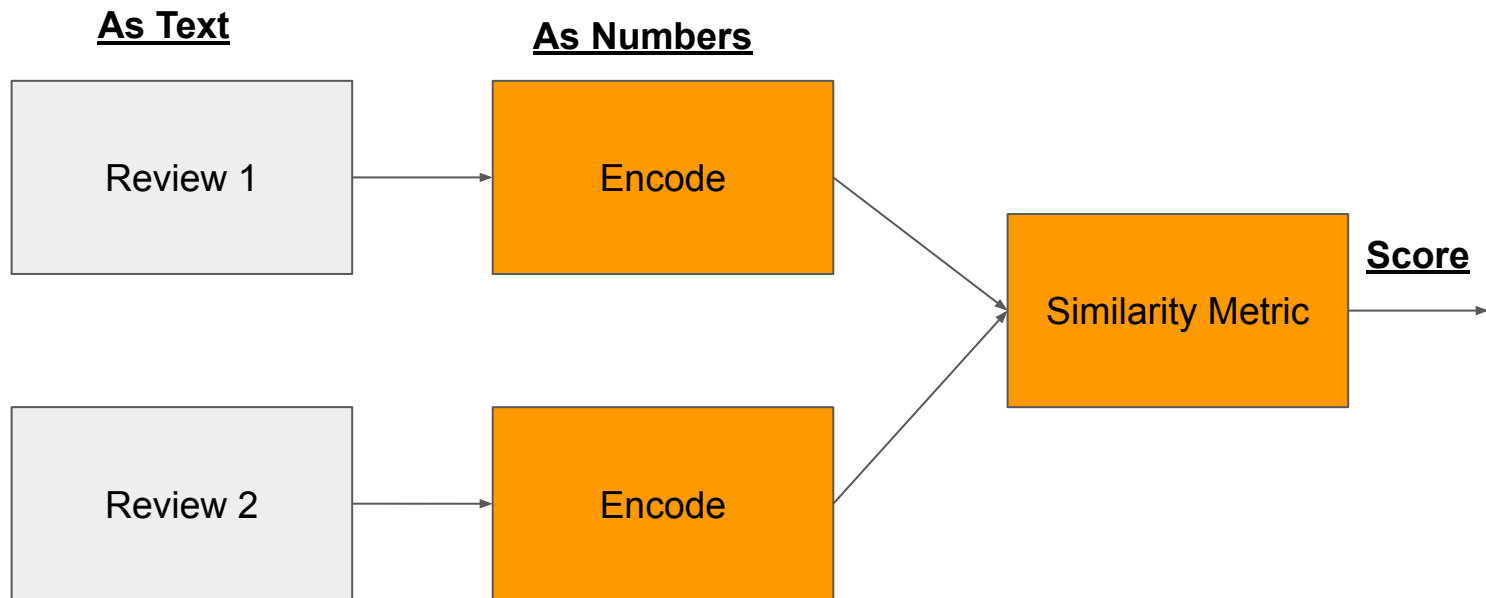 As Text
As Numbers
Review 1
Encode
Similarity Metric
Score
Review 2
Encode